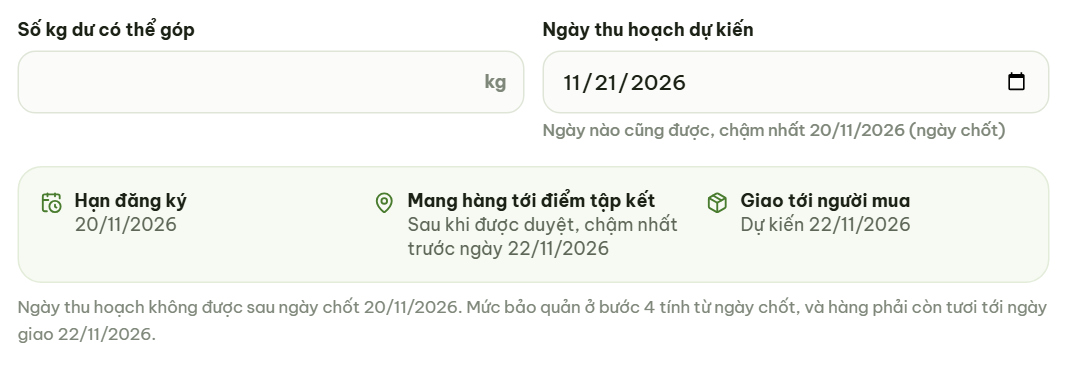 Số kg dư có thể góp
kg
Ngày thu hoạch dự kiến
11/21/2026
Ngày nào cũng được, chậm nhất 20/11/2026 (ngày chốt)
Hạn đăng ký
20/11/2026
Mang hàng tới điểm tập kết
Sau khi được duyệt, chậm nhất
trước ngày 22/11/2026
Giao tới người mua
Dự kiến 22/11/2026
Ngày thu hoạch không được sau ngày chốt 20/11/2026. Mức bảo quản ở bước 4 tính từ ngày chốt, và hàng phải còn tươi tới ngày
giao 22/11/2026.